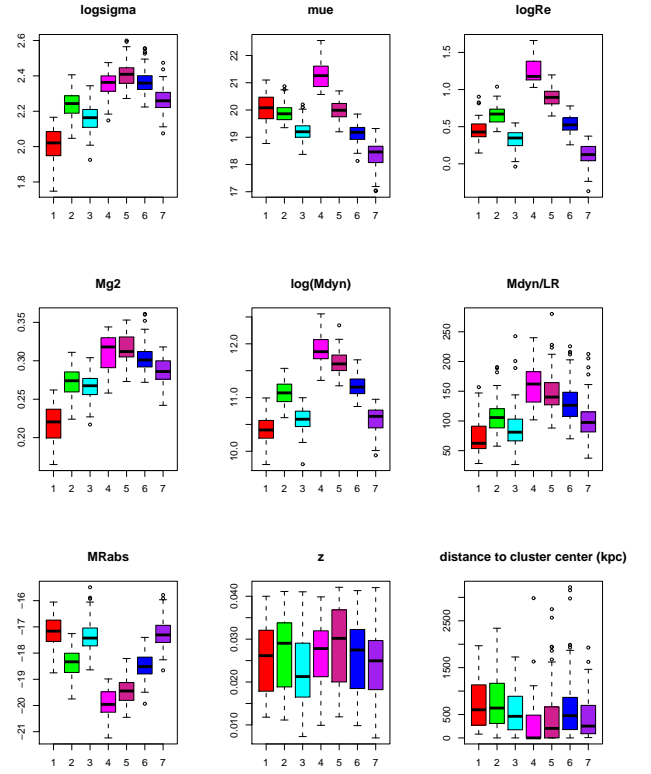 logsigma
mue
logRe
2.6
2.4
2.2
2.0
1.8
22
21
20
19
18
17
1.5
1.0
0.5
0.0
1 2 3 4 5 6 7
1 2 3 4 5 6 7
1 2 3 4 5 6 7
Mg2
log(Mdyn)
Mdyn/LR
0.35
0.30
0.25
0.20
12.0
11.0
10.0
250
200
150
100
50
1 2 3 4 5 6 7
1 2 3 4 5 6 7
1 2 3 4 5 6 7
MRabs
z
distance to cluster center (kpc)
−16
−17
−18
−19
−20
−21
0.040
0.030
0.020
0.010
2500
1500
500
0
1 2 3 4 5 6 7
1 2 3 4 5 6 7
1 2 3 4 5 6 7